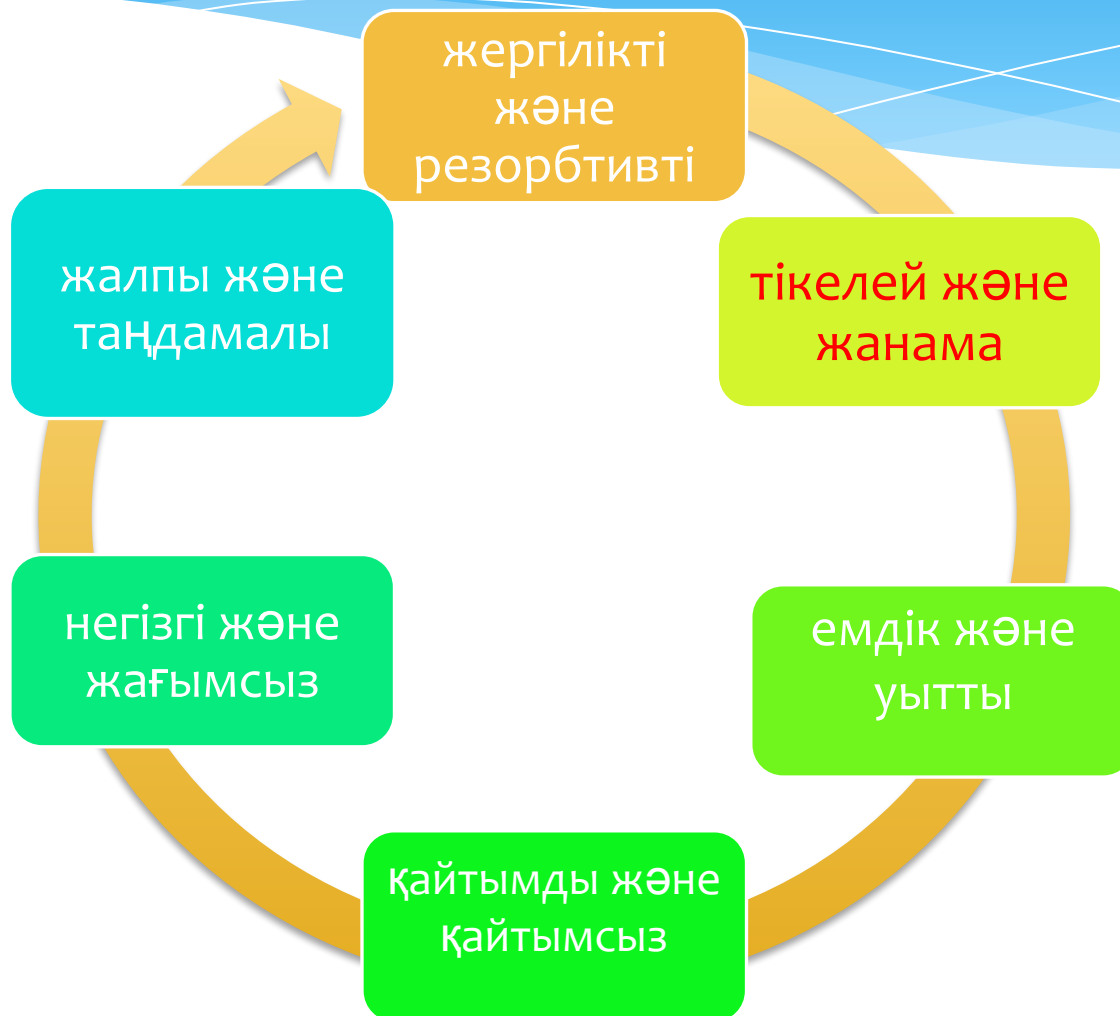 жергілікті
және
резорбтивті
тікелей және
жанама
емдік және
уытты
қайтымды және
қайтымсыз
негізгі және
жағымсыз
жалпы және
таңдамалы